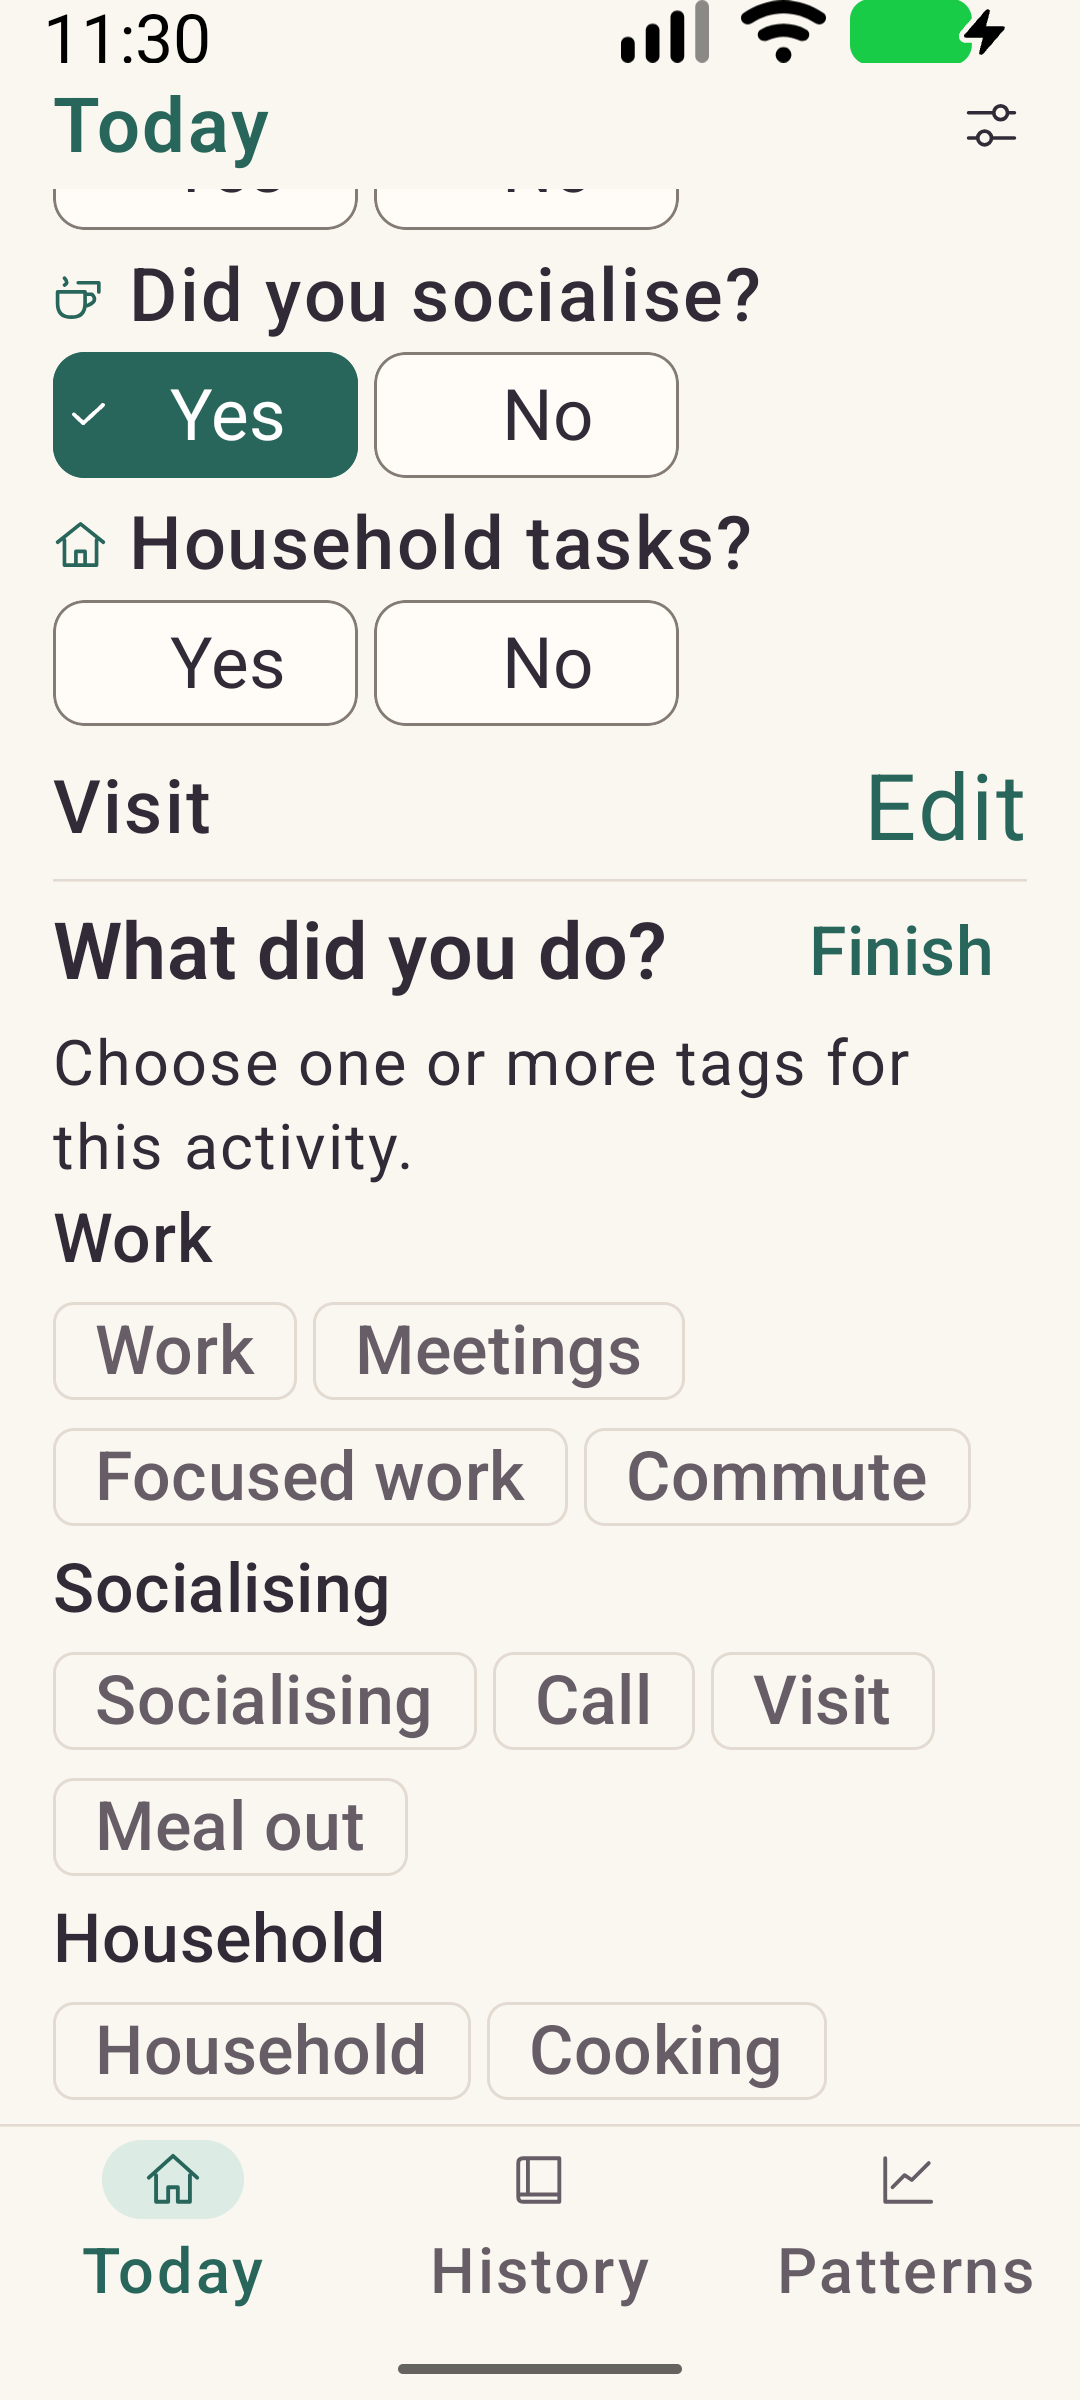 11:30
Today
Yes No
Did you socialise?
Yes No
Household tasks?
Yes No
Visit Edit
What did you do? Finish
Choose one or more tags for
this activity.
Work
Work Meetings
Focused work Commute
Socialising
Socialising Call Visit
Meal out
Household
Household Cooking
Today History Patterns